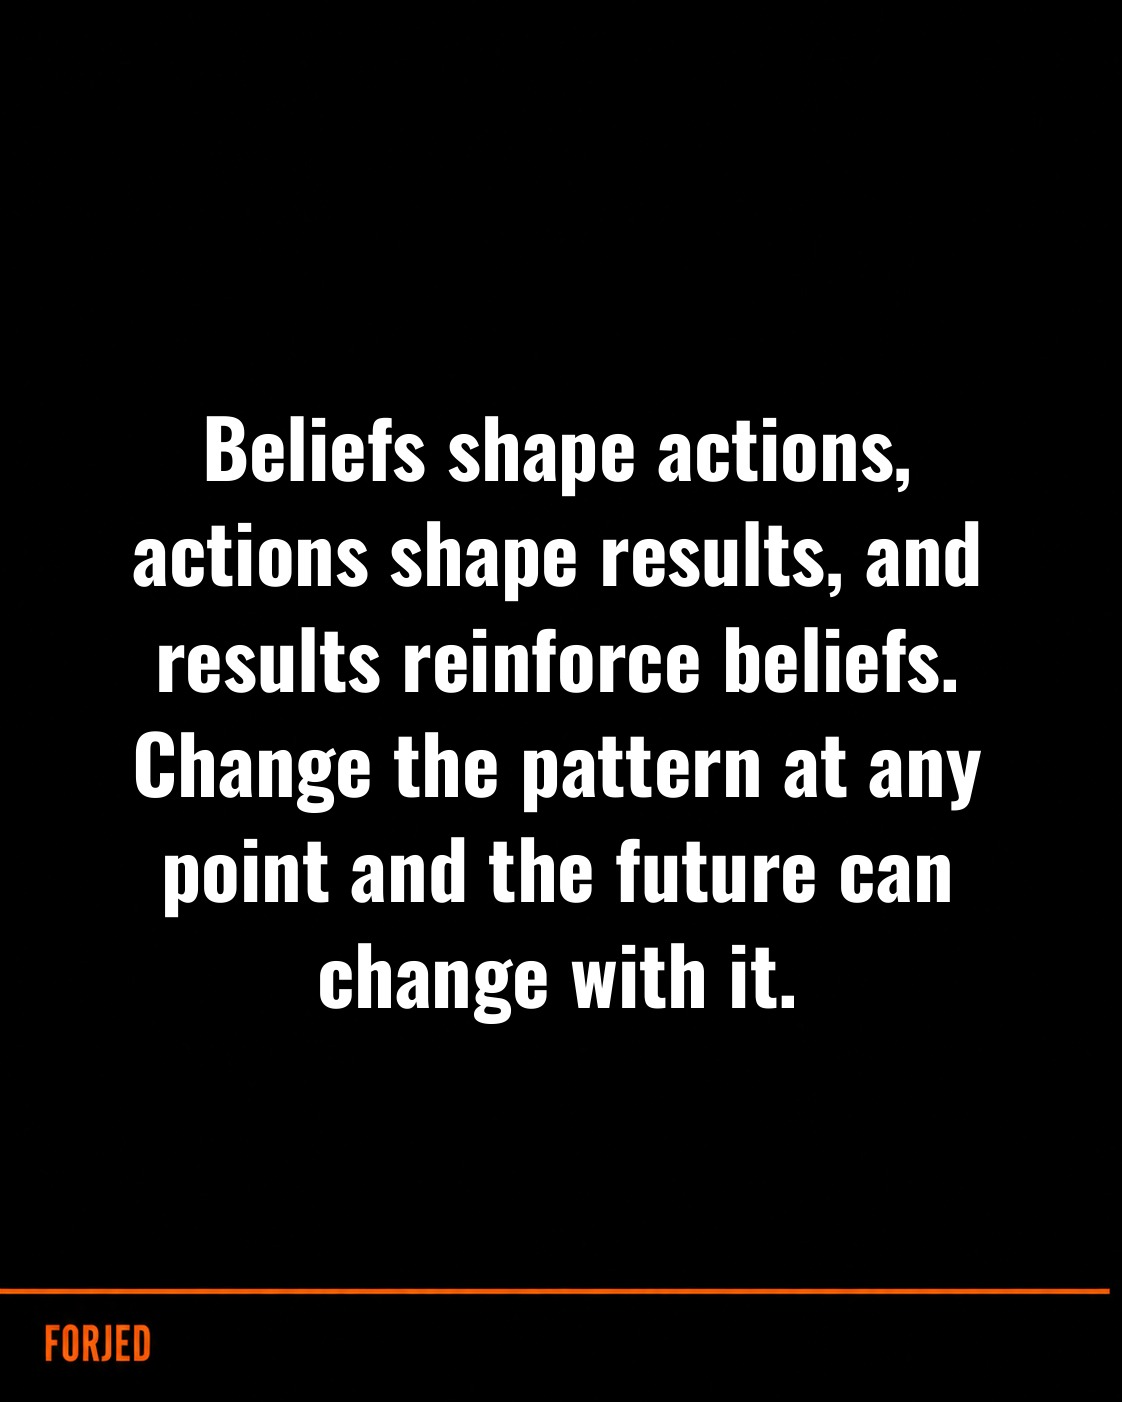 Beliefs shape actions,
actions shape results, and
results reinforce beliefs.
Change the pattern at any
point and the future can
change with it.
FORJED